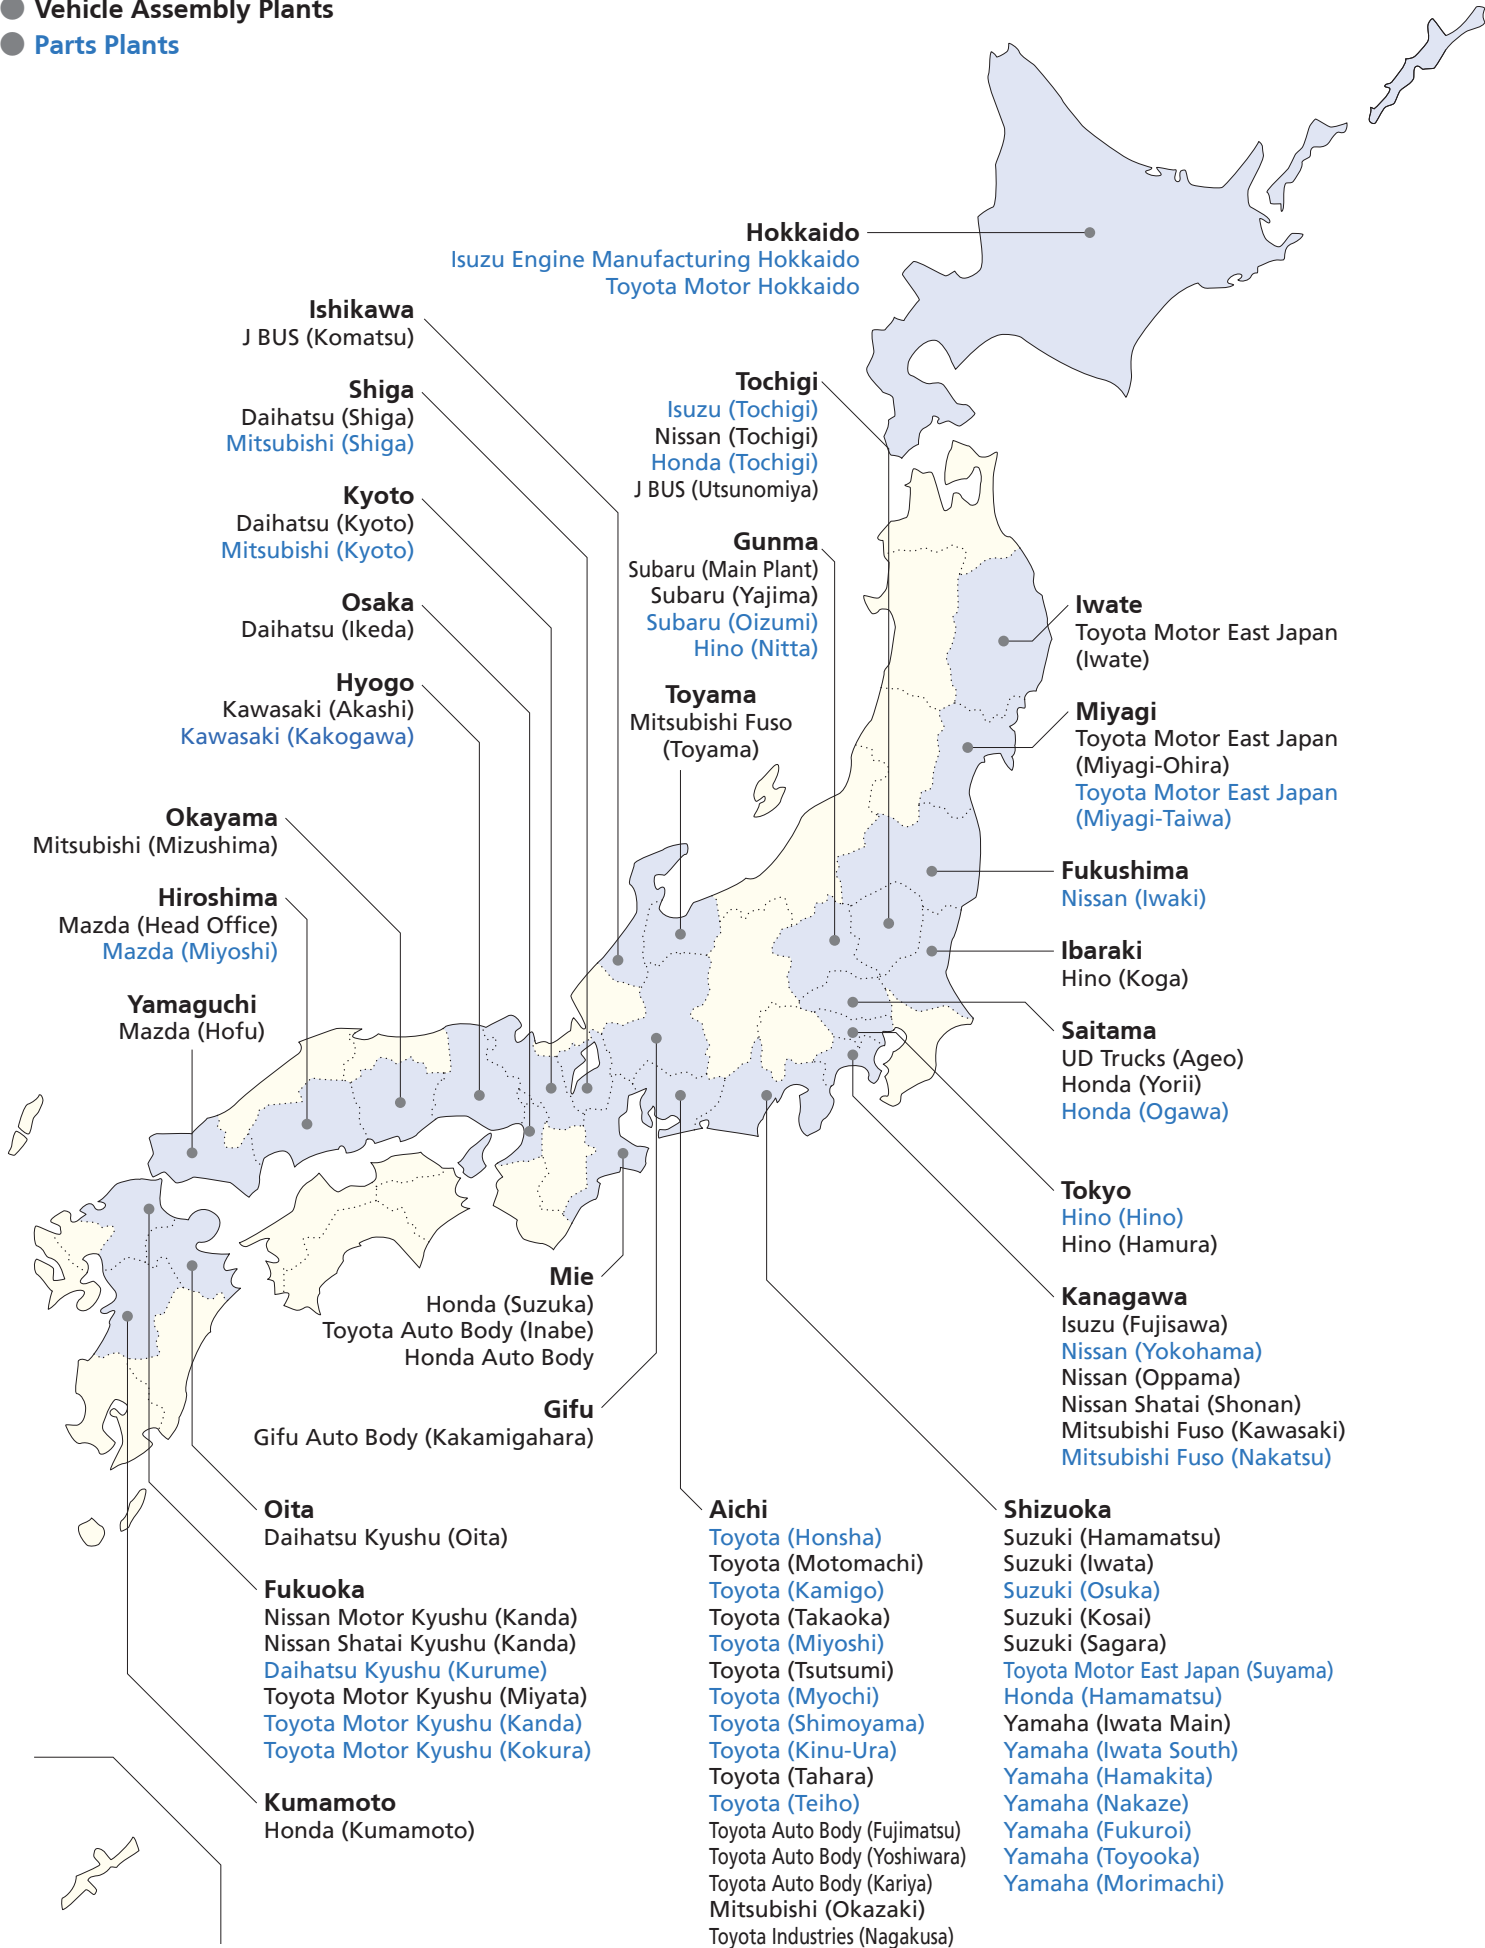 Vehicle Assembly Plants
Parts Plants
Hokkaido
Isuzu Engine Manufacturing Hokkaido
Toyota Motor Hokkaido
Ishikawa
J BUS (Komatsu)
Shiga
Daihatsu (Shiga)
Mitsubishi (Shiga)
Kyoto
Daihatsu (Kyoto)
Mitsubishi (Kyoto)
Osaka
Daihatsu (Ikeda)
Hyogo
Kawasaki (Akashi)
Kawasaki (Kakogawa)
Okayama
Mitsubishi (Mizushima)
Hiroshima
Mazda (Head Office)
Mazda (Miyoshi)
Yamaguchi
Mazda (Hofu)
Tochigi
Isuzu (Tochigi)
Nissan (Tochigi)
Honda (Tochigi)
J BUS (Utsunomiya)
Gunma
Subaru (Main Plant)
Subaru (Yajima)
Subaru (Oizumi)
Hino (Nitta)
Toyama
Mitsubishi Fuso
(Toyama)
Iwate
Toyota Motor East Japan
(Iwate)
Miyagi
Toyota Motor East Japan
(Miyagi-Ohira)
Toyota Motor East Japan
(Miyagi-Taiwa)
Fukushima
Nissan (Iwaki)
Ibaraki
Hino (Koga)
Saitama
UD Trucks (Ageo)
Honda (Yorii)
Honda (Ogawa)
Tokyo
Hino (Hino)
Hino (Hamura)
Kanagawa
Isuzu (Fujisawa)
Nissan (Yokohama)
Nissan (Oppama)
Nissan Shatai (Shonan)
Mitsubishi Fuso (Kawasaki)
Mitsubishi Fuso (Nakatsu)
Mie
Honda (Suzuka)
Toyota Auto Body (Inabe)
Honda Auto Body
Gifu
Gifu Auto Body (Kakamigahara)
Oita
Daihatsu Kyushu (Oita)
Fukuoka
Nissan Motor Kyushu (Kanda)
Nissan Shatai Kyushu (Kanda)
Daihatsu Kyushu (Kurume)
Toyota Motor Kyushu (Miyata)
Toyota Motor Kyushu (Kanda)
Toyota Motor Kyushu (Kokura)
Kumamoto
Honda (Kumamoto)
Aichi
Toyota (Honsha)
Toyota (Motomachi)
Toyota (Kamigo)
Toyota (Takaoka)
Toyota (Miyoshi)
Toyota (Tsutsumi)
Toyota (Myochi)
Toyota (Shimoyama)
Toyota (Kinu-Ura)
Toyota (Tahara)
Toyota (Teiho)
Toyota Auto Body (Fujimatsu)
Toyota Auto Body (Yoshiwara)
Toyota Auto Body (Kariya)
Mitsubishi (Okazaki)
Toyota Industries (Nagakusa)
Shizuoka
Suzuki (Hamamatsu)
Suzuki (Iwata)
Suzuki (Osuka)
Suzuki (Kosai)
Suzuki (Sagara)
Toyota Motor East Japan (Suyama)
Honda (Hamamatsu)
Yamaha (Iwata Main)
Yamaha (Iwata South)
Yamaha (Hamakita)
Yamaha (Nakaze)
Yamaha (Fukuroi)
Yamaha (Toyooka)
Yamaha (Morimachi)